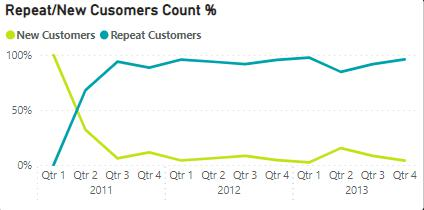 Repeat/New Cusomers Count %
New Customers Repeat Customers
100%
50%
0%
Qtr 1 Qtr 2 Qtr 3 Qtr 4 Qtr 1 Qtr 2 Qtr 3 Qtr 4 Qtr 1 Qtr 2 Qtr 3 Qtr 4
2011 2012 2013